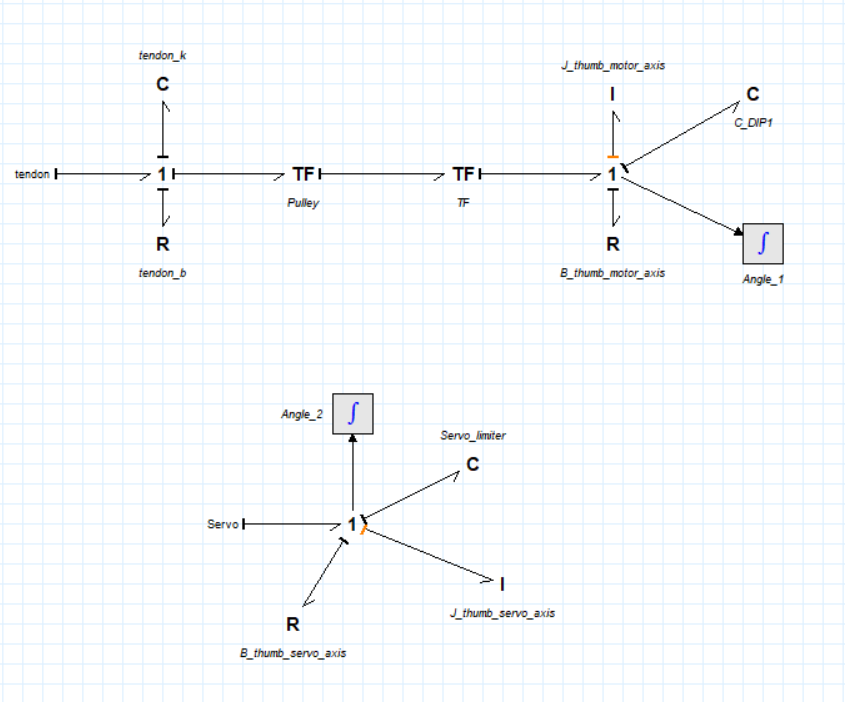 tendon_k
C
tendon
1
TF
Pulley
TF
TF
R
tendon_b
J_thumb_motor_axis
I
C
C_DIP1
1
R
B_thumb_motor_axis
∫
Angle_1
Angle_2
∫
Servo_limiter
C
Servo
1
I
J_thumb_servo_axis
R
B_thumb_servo_axis